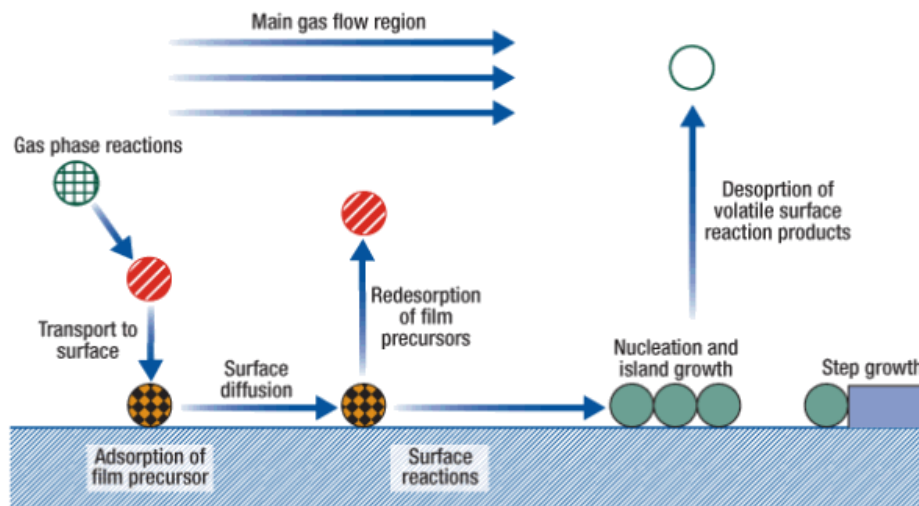 Main gas flow region
Gas phase reactions
Desoprtion of
volatile surface
reaction products
Redesorption
of film
precursors
Transport to
surface
Surface
diffusion
Nucleation and
island growth
Step growth
Adsorption of
film precursor
Surface
reactions